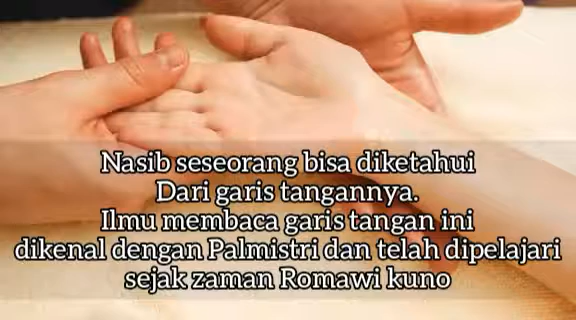 Nasib seseorang bisa diketahui
Dari garis tangannya.
Ilmu membaca garis tangan ini
dikenal dengan Palmistri dan telah dipelajari
sejak zaman Romawi kuno